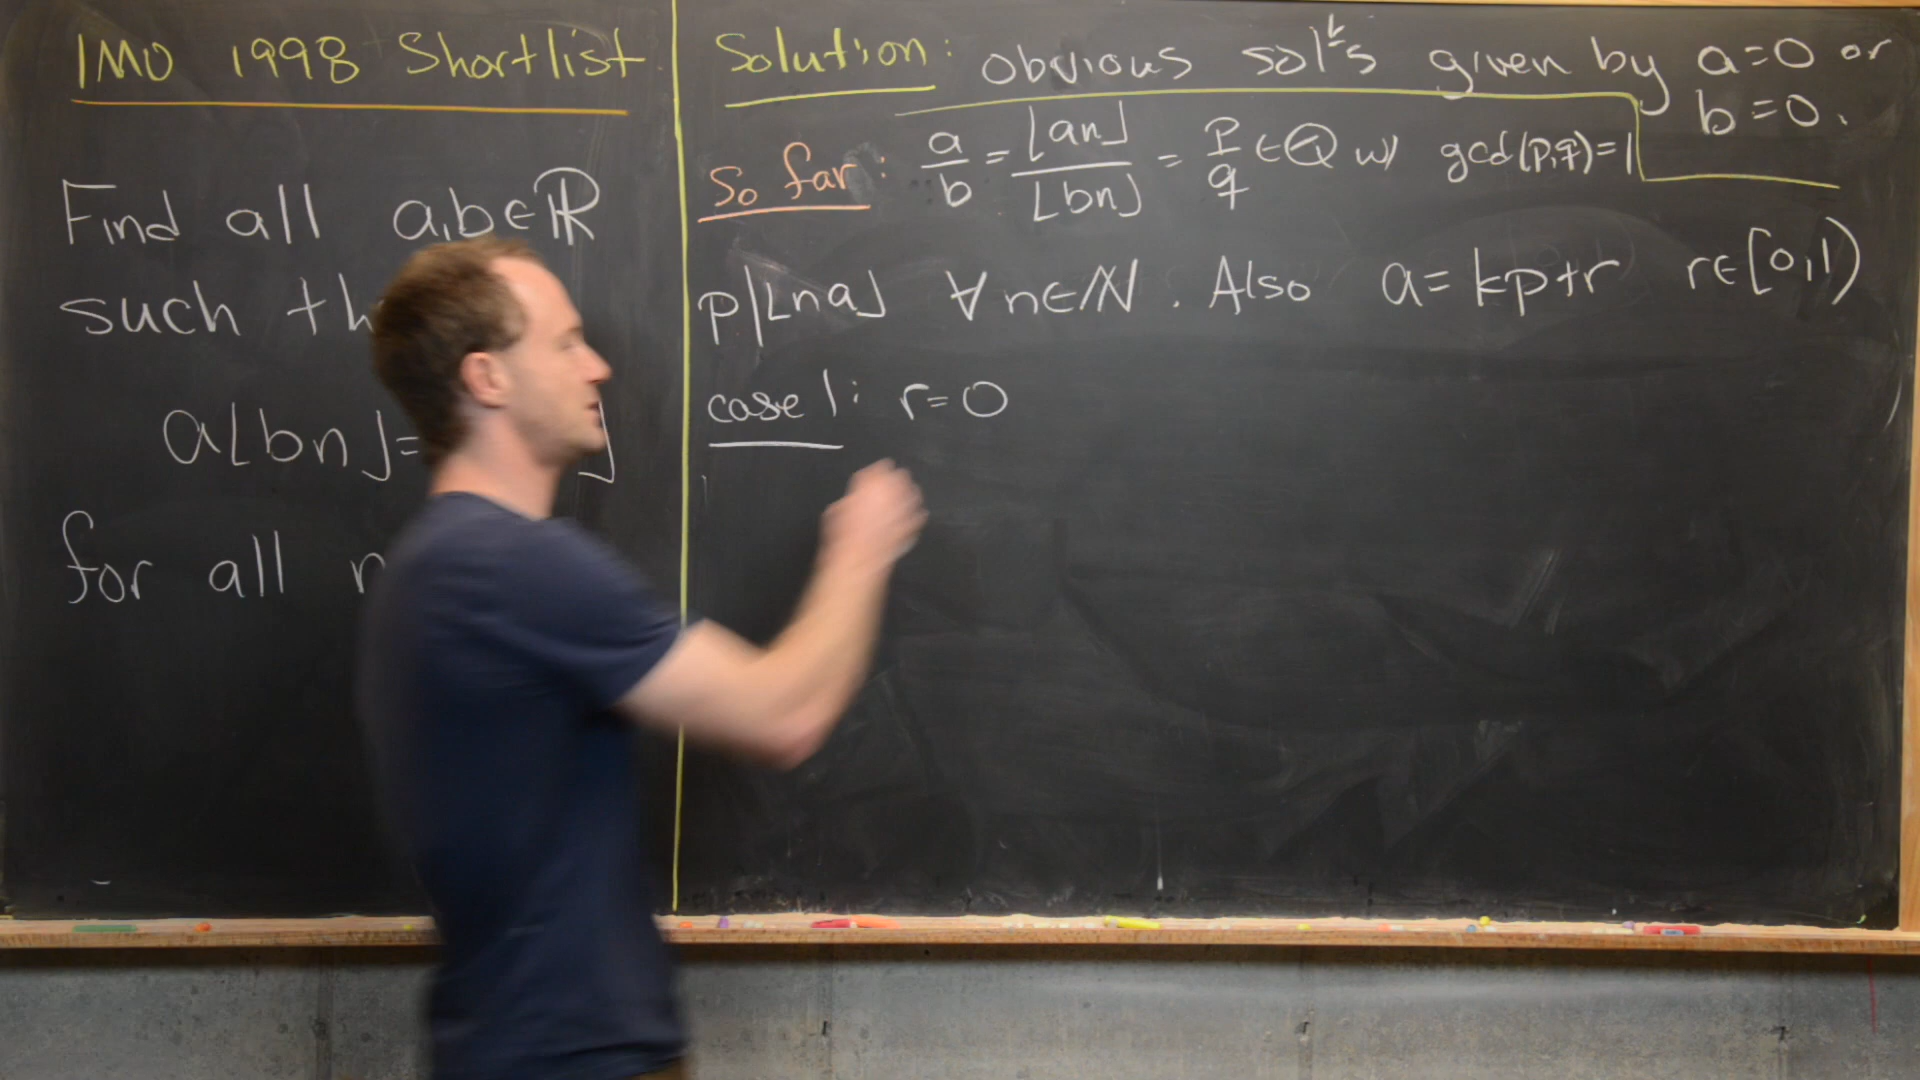 IMO 1998 Shortlist
Find all a,b∈ℝ
such th
a⌊bn⌋= ⌋
for all n
Solution: obvious sol^t's given by a=0 or
b=0.
So far: a/b = ⌊an⌋/⌊bn⌋ = p/q ∈ℚ w/ gcd(p,q)=1
p|⌊na⌋ ∀n∈ℕ. Also a=kp+r r∈[0,1)
case 1: r=0